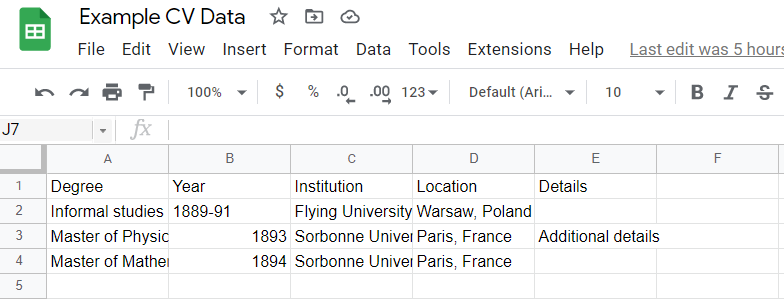 Example CV Data
File Edit View Insert Format Data Tools Extensions Help Last edit was 5 hours
100% $ % .0 .00 123 Default (Ari... 10 B I S
J7 fx
A B C D E F
1 Degree Year Institution Location Details
2 Informal studies 1889-91 Flying University Warsaw, Poland
3 Master of Physic 1893 Sorbonne Univer Paris, France Additional details
4 Master of Mather 1894 Sorbonne Univer Paris, France
5